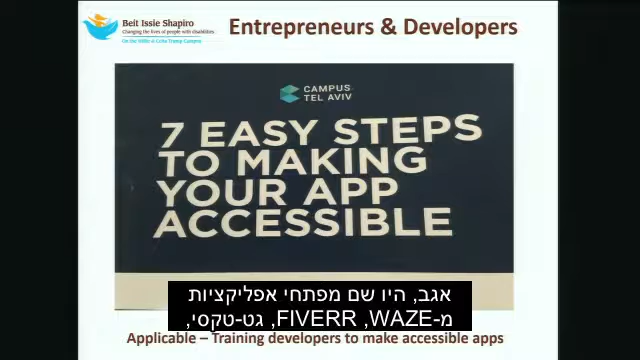 Beit Issie Shapiro
Changing the lives of people with disabilities
Entrepreneurs & Developers
CAMPUS
TEL AVIV
7 EASY STEPS
TO MAKING
YOUR APP
ACCESSIBLE
אגב, היו שם מפתחי אפליקציות
מ-FIVERR ,WAZE, גט-טקסי,
Applicable – Training developers to make accessible apps